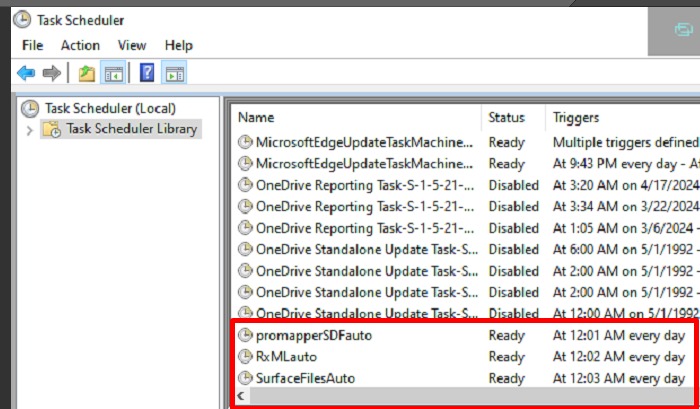 Task Scheduler
File Action View Help
Task Scheduler (Local)
Task Scheduler Library
Name Status Triggers
MicrosoftEdgeUpdateTaskMachine... Ready Multiple triggers defined
MicrosoftEdgeUpdateTaskMachine... Ready At 9:43 PM every day - At
OneDrive Reporting Task-S-1-5-21-... Disabled At 3:20 AM on 4/17/2024
OneDrive Reporting Task-S-1-5-21-... Disabled At 3:34 AM on 3/22/2024
OneDrive Reporting Task-S-1-5-21-... Disabled At 1:05 AM on 3/6/2024 -
OneDrive Standalone Update Task-S... Disabled At 6:00 AM on 5/1/1992 -
OneDrive Standalone Update Task-S... Disabled At 2:00 AM on 5/1/1992 -
OneDrive Standalone Update Task-S... Disabled At 2:00 AM on 5/1/1992 -
OneDrive Standalone Update Task-S... Disabled At 12:00 AM on 5/1/1992
promapperSDFauto Ready At 12:01 AM every day
RxMLauto Ready At 12:02 AM every day
SurfaceFilesAuto Ready At 12:03 AM every day